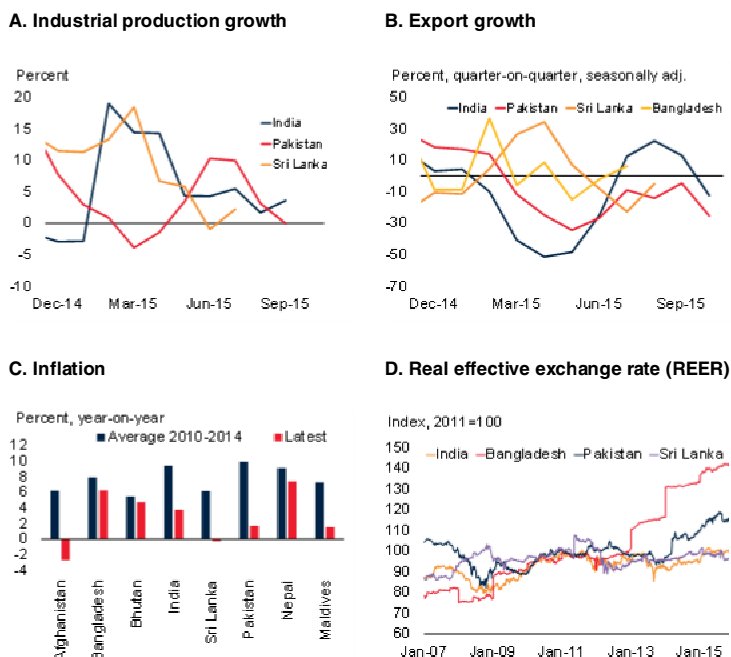 A. Industrial production growth
Percent
20
15
10
5
0
-5
-10
India
Pakistan
Sri Lanka
Dec-14 Mar-15 Jun-15 Sep-15
B. Export growth
Percent, quarter-on-quarter, seasonally adj.
50
30
10
-10
-30
-50
-70
India Pakistan Sri Lanka Bangladesh
Dec-14 Mar-15 Jun-15 Sep-15
C. Inflation
Percent, year-on-year
12
10
8
6
4
2
0
-2
-4
Average 2010-2014 Latest
Afghanistan
Bangladesh
Bhutan
India
Sri Lanka
Pakistan
Nepal
Maldives
D. Real effective exchange rate (REER)
Index, 2011=100
150
140
130
120
110
100
90
80
70
60
India Bangladesh Pakistan Sri Lanka
Jan-07 Jan-09 Jan-11 Jan-13 Jan-15